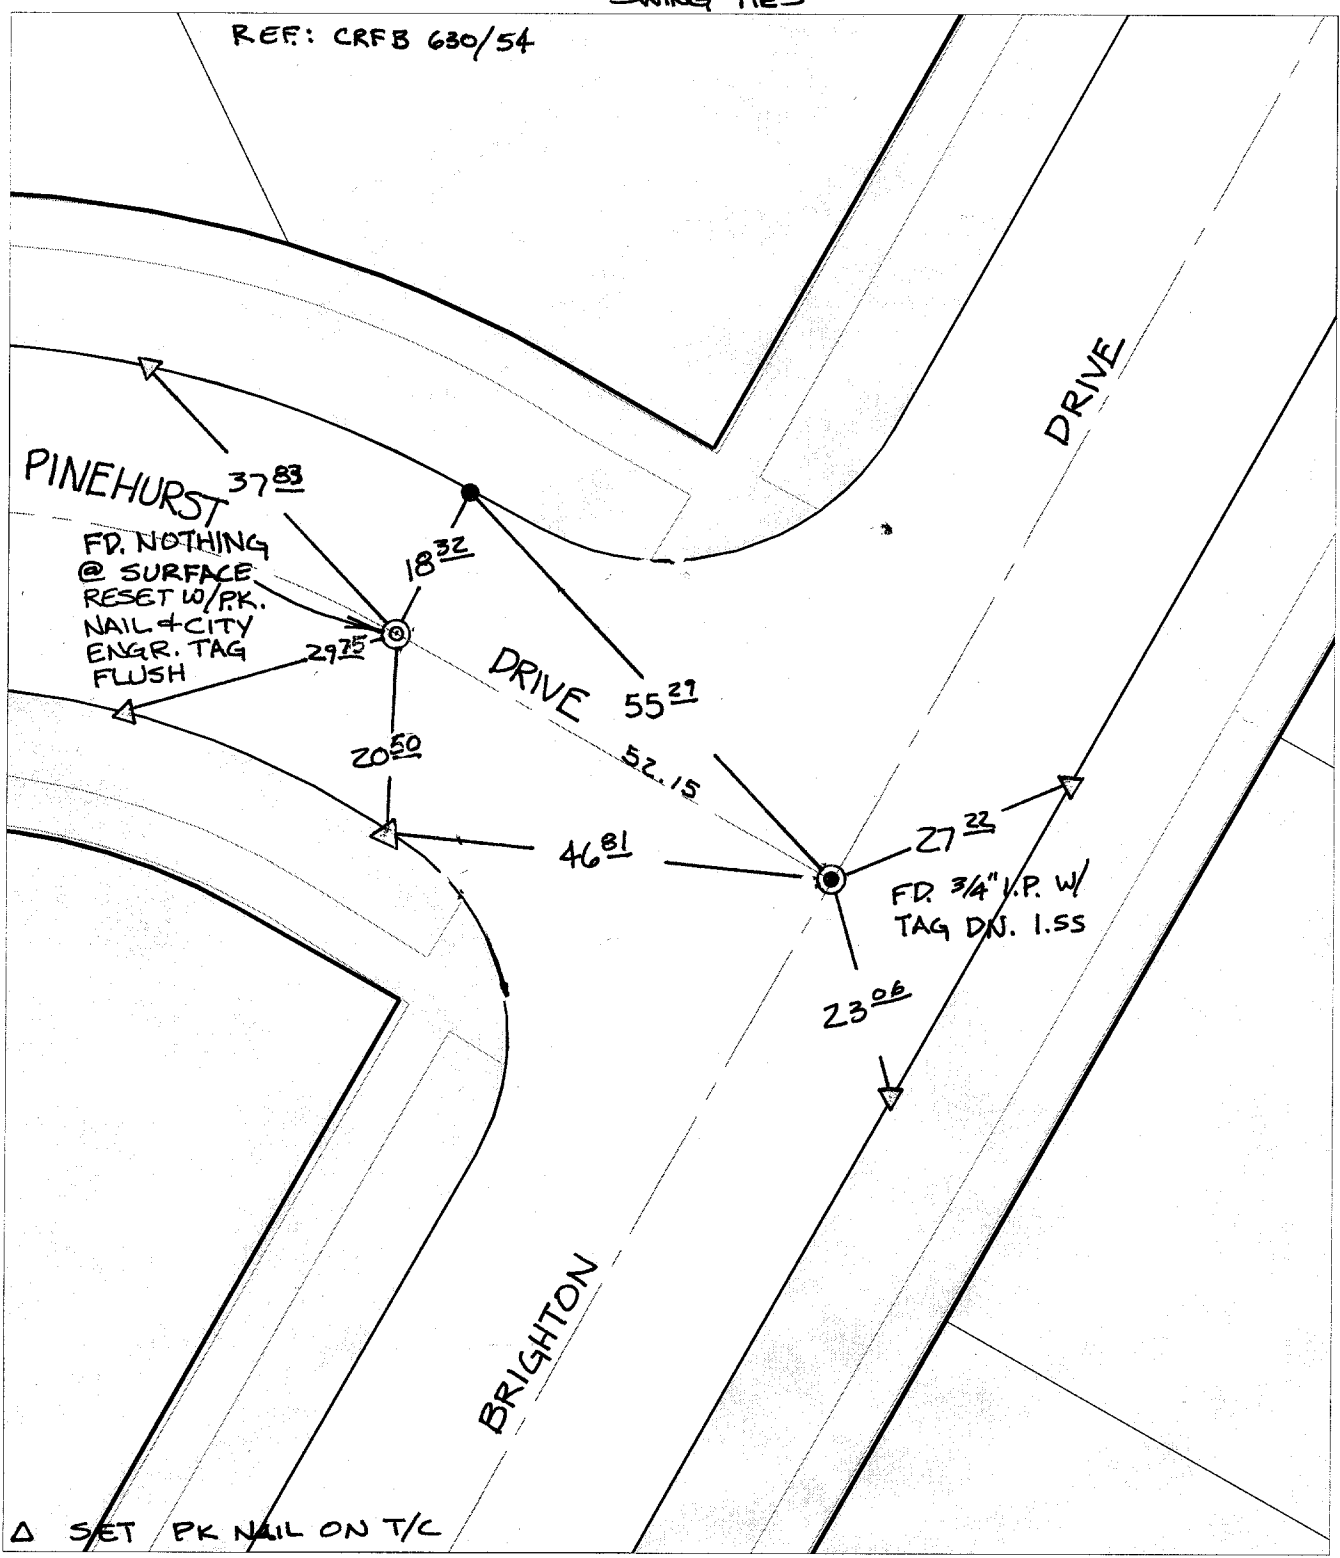 SWING TIES
REF.: CRFB 630/54
DRIVE
PINEHURST
37 83
FD. NOTHING
@ SURFACE
RESET W/P.K.
NAIL & CITY
ENGR. TAG
FLUSH
18 32
29 75
DRIVE
55 29
52.15
20 50
46 81
27 22
FD. 3/4" I.P. W/
TAG DN. 1.55
23 06
BRIGHTON
Δ SET PK NAIL ON T/C